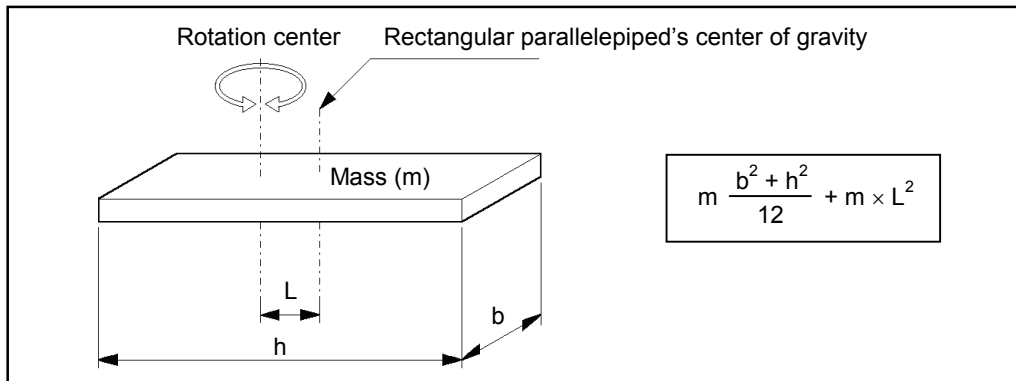 Rotation center
Rectangular parallelepiped's center of gravity
Mass (m)
m (b² + h²)/12 + m × L²
L
b
h